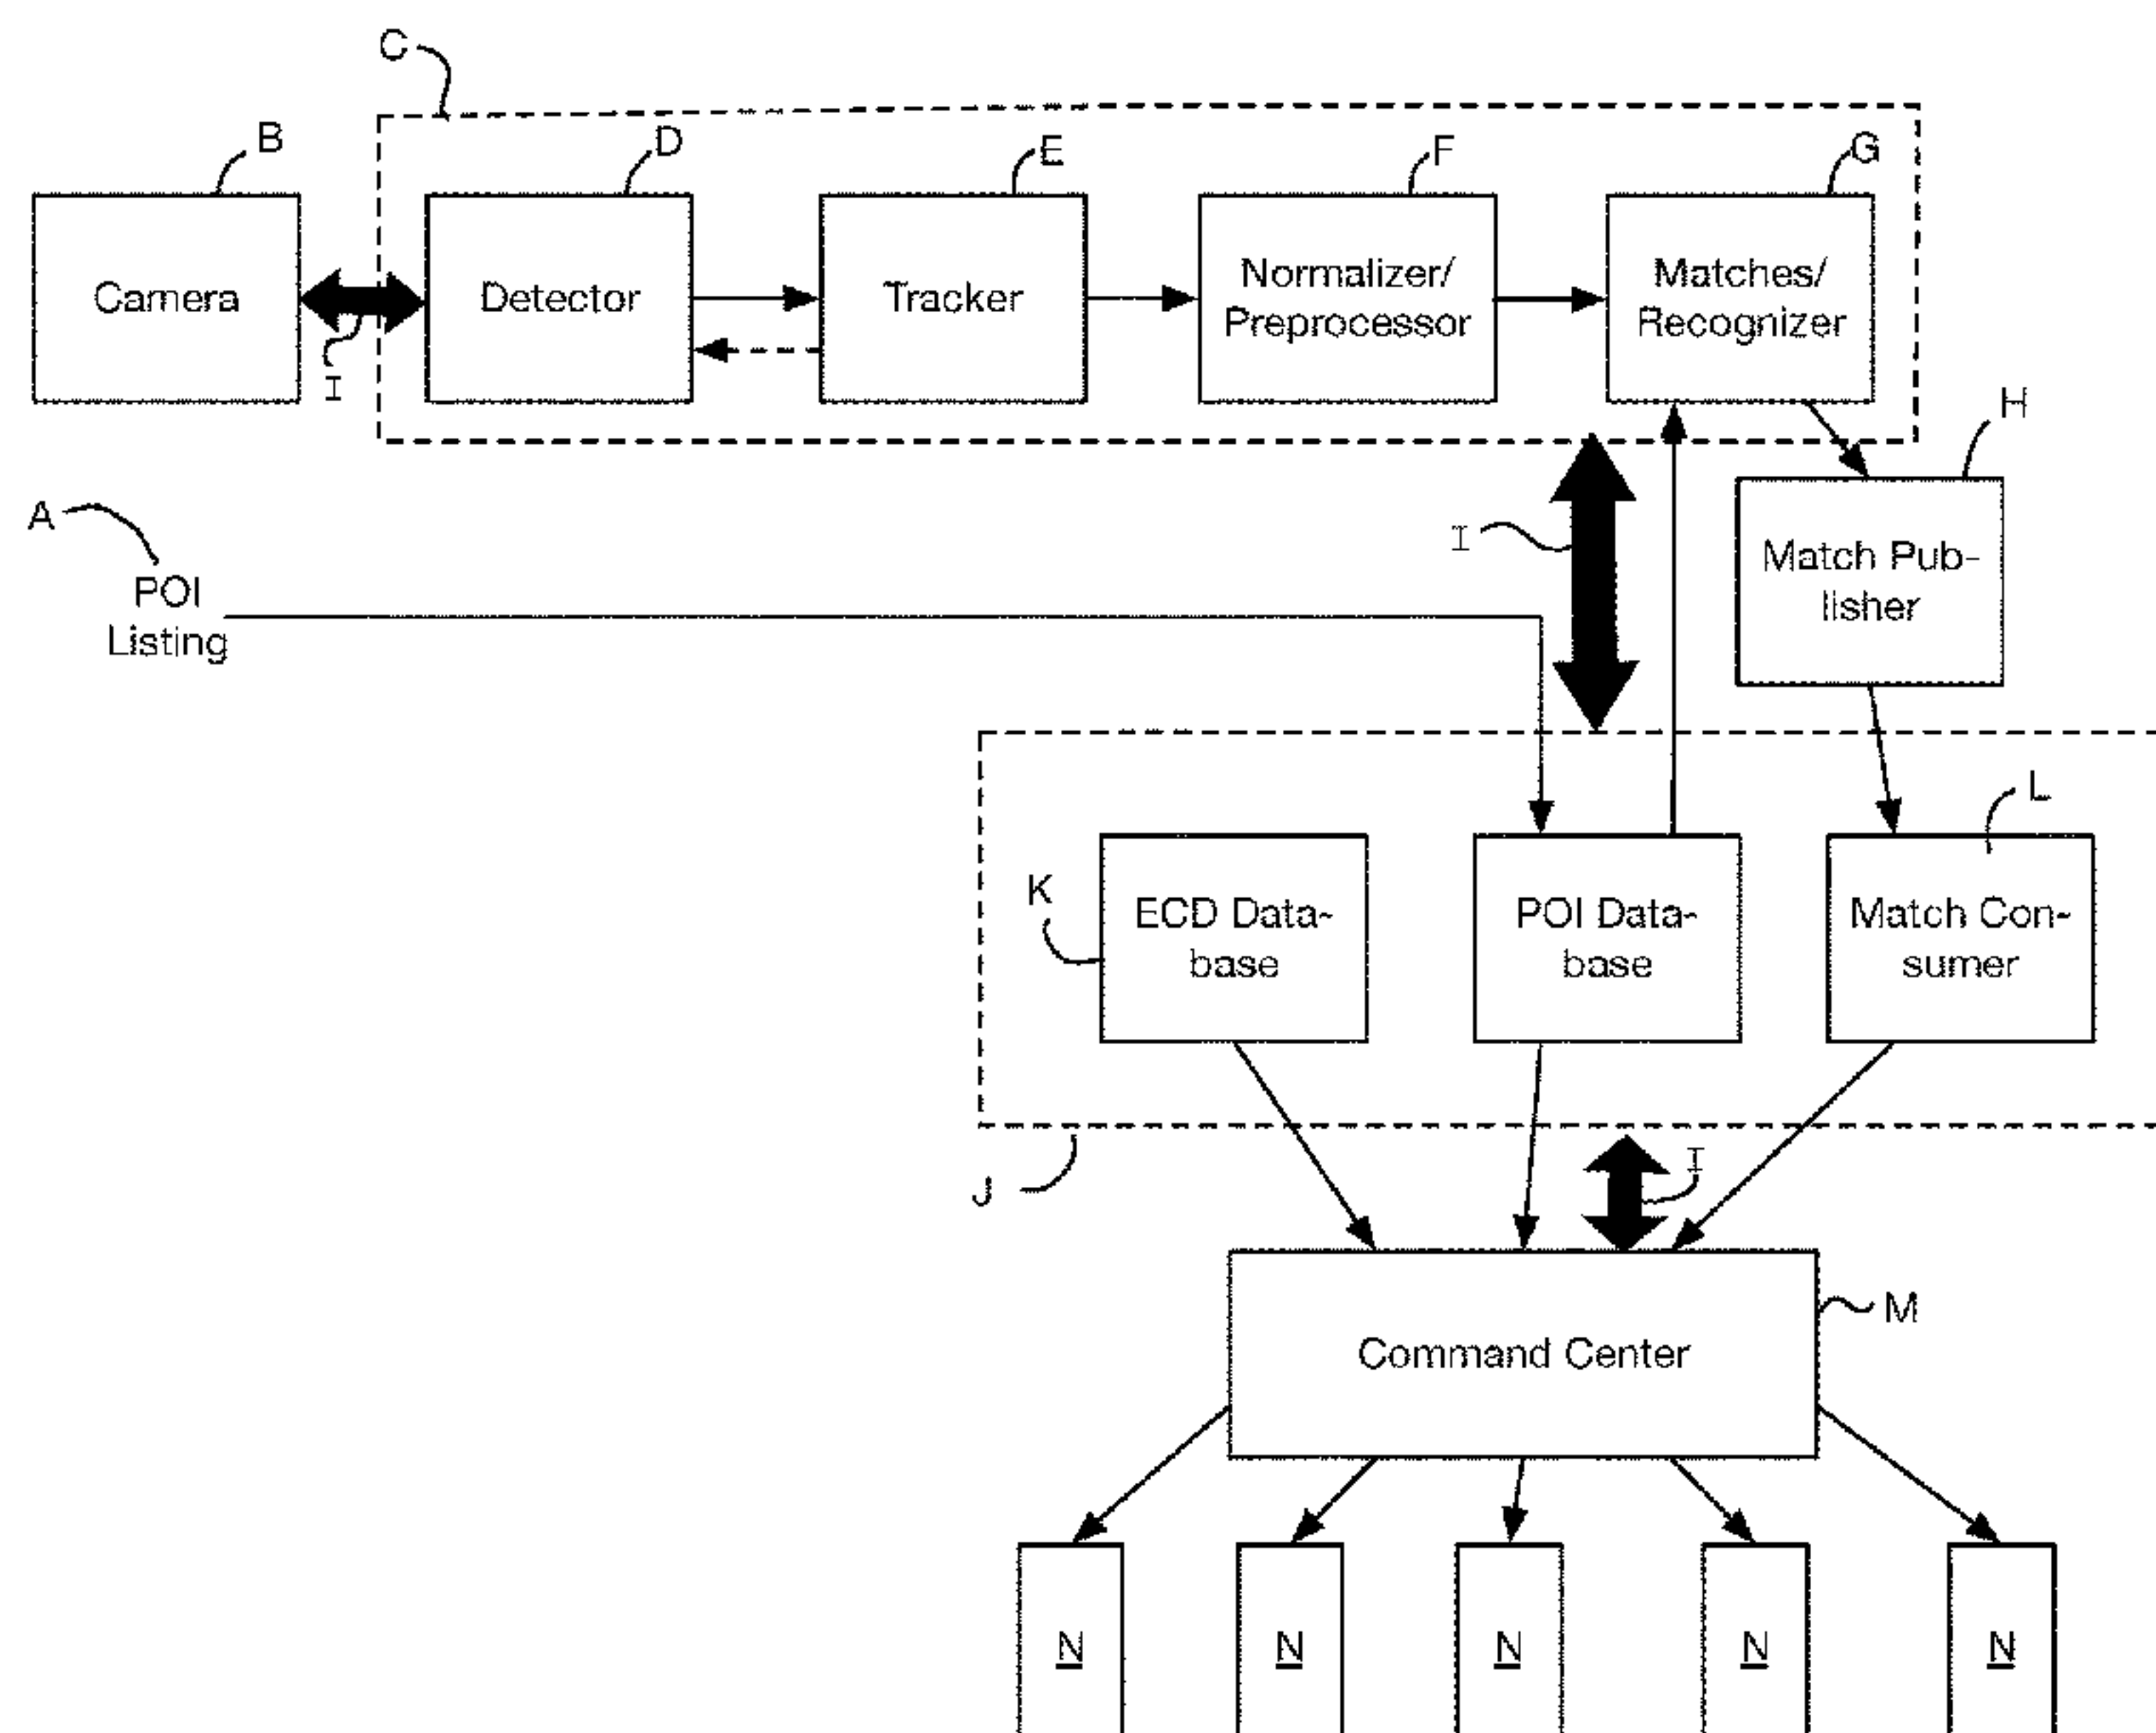 C
B
D
E
F
G
Camera
Detector
Tracker
Normalizer/
Preprocessor
Matches/
Recognizer
I
H
A
POI
Listing
I
Match Pub-
lisher
L
K
ECD Data-
base
POI Data-
base
Match Con-
sumer
J
I
Command Center
M
N
N
N
N
N